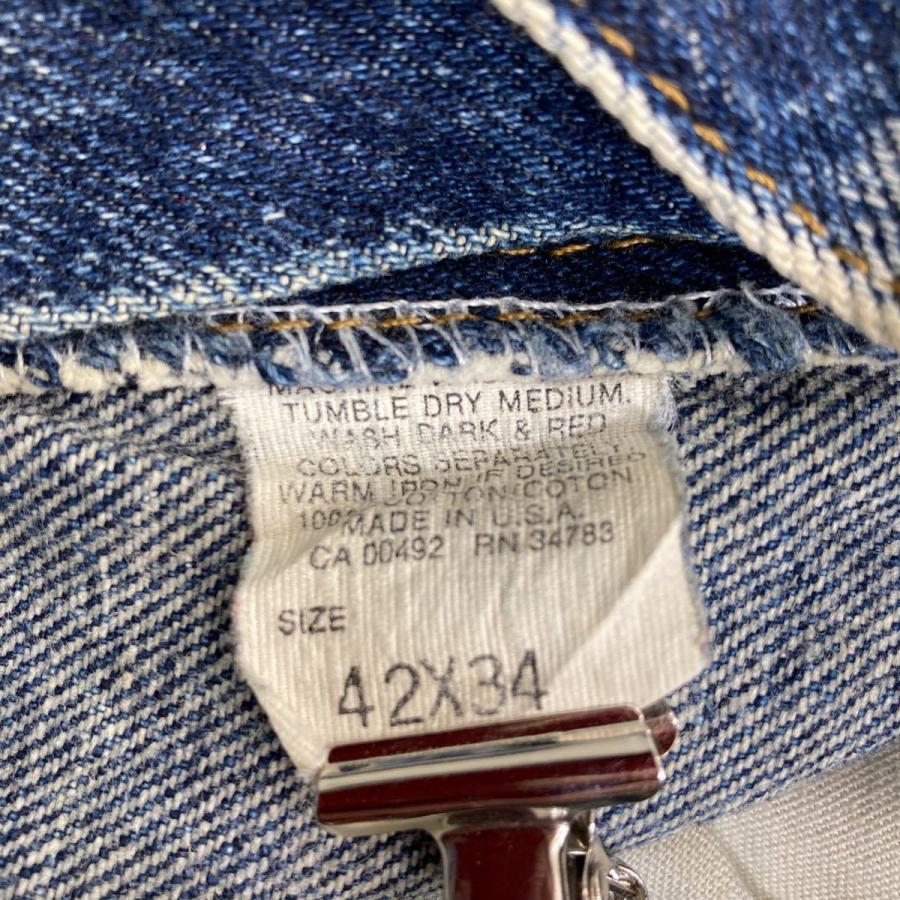 MACHINE
TUMBLE DRY MEDIUM.
WASH DARK & RED
COLORS SEPARATELY
WARM IRON IF DESIRED
COTTON/COTON
MADE IN U.S.A.
CA 00492 RN 34783
SIZE
42X34